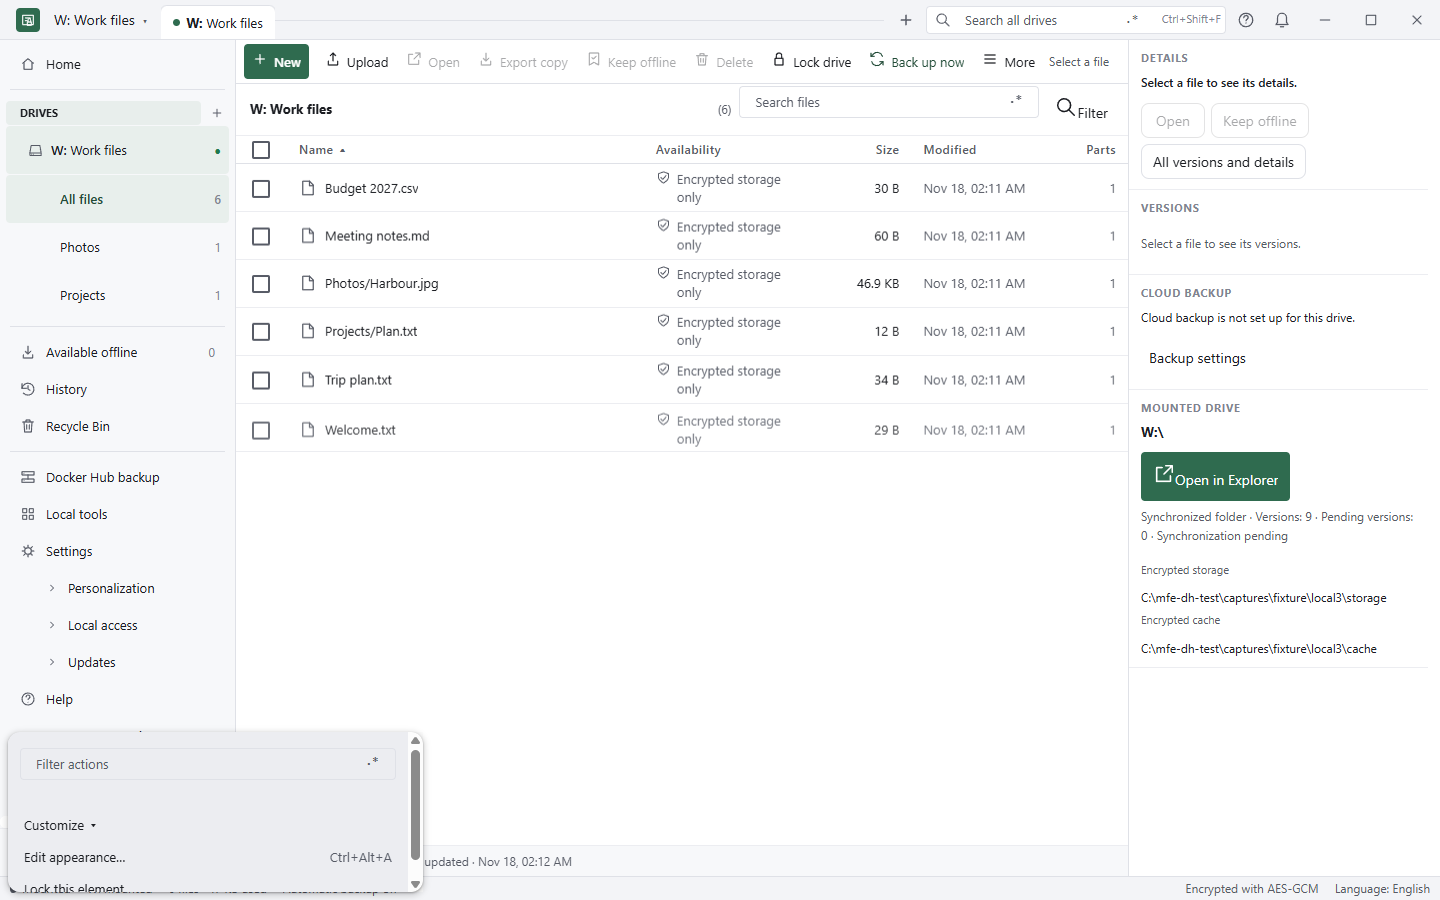 W: Work files
W: Work files
Search all drives .* Ctrl+Shift+F
Home
DRIVES
W: Work files
All files 6
Photos 1
Projects 1
Available offline 0
History
Recycle Bin
Docker Hub backup
Local tools
Settings
Personalization
Local access
Updates
Help
New Upload Open Export copy Keep offline Delete Lock drive Back up now More Select a file
W: Work files (6) Search files .* Filter
Name Availability Size Modified Parts
Budget 2027.csv Encrypted storage only 30 B Nov 18, 02:11 AM 1
Meeting notes.md Encrypted storage only 60 B Nov 18, 02:11 AM 1
Photos/Harbour.jpg Encrypted storage only 46.9 KB Nov 18, 02:11 AM 1
Projects/Plan.txt Encrypted storage only 12 B Nov 18, 02:11 AM 1
Trip plan.txt Encrypted storage only 34 B Nov 18, 02:11 AM 1
Welcome.txt Encrypted storage only 29 B Nov 18, 02:11 AM 1
DETAILS
Select a file to see its details.
Open Keep offline
All versions and details
VERSIONS
Select a file to see its versions.
CLOUD BACKUP
Cloud backup is not set up for this drive.
Backup settings
MOUNTED DRIVE
W:\
Open in Explorer
Synchronized folder · Versions: 9 · Pending versions:
0 · Synchronization pending
Encrypted storage
C:\mfe-dh-test\captures\fixture\local3\storage
Encrypted cache
C:\mfe-dh-test\captures\fixture\local3\cache
Filter actions .*
Customize
Edit appearance... Ctrl+Alt+A
Lock this element
updated · Nov 18, 02:12 AM
Encrypted with AES-GCM Language: English